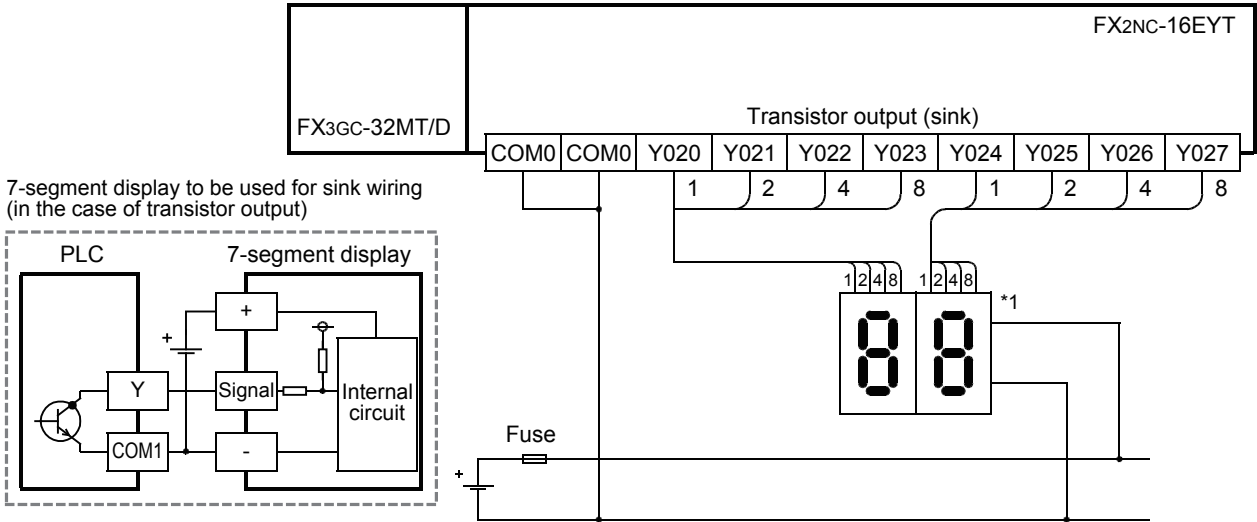 FX2NC-16EYT
FX3GC-32MT/D
Transistor output (sink)
COM0 COM0 Y020 Y021 Y022 Y023 Y024 Y025 Y026 Y027
1 2 4 8 1 2 4 8
7-segment display to be used for sink wiring
(in the case of transistor output)
PLC 7-segment display
1 2 4 8 1 2 4 8
*1
+
+
Y Signal Internal
circuit
COM1 -
88
Fuse
+